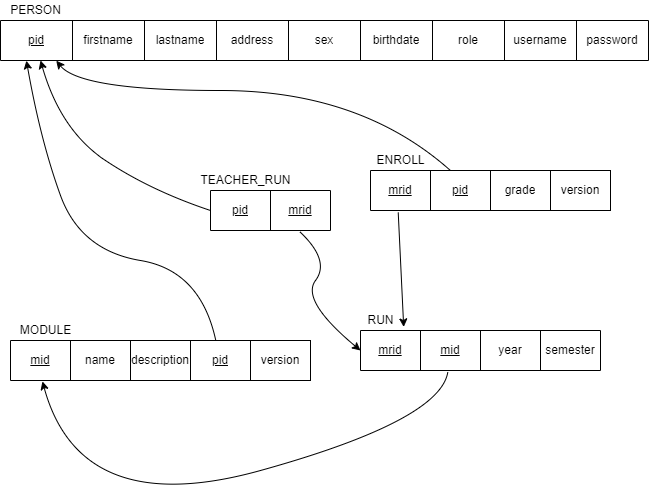 PERSON
pid firstname lastname address sex birthdate role username password
ENROLL
mrid pid grade version
TEACHER_RUN
pid mrid
RUN
mrid mid year semester
MODULE
mid name description pid version